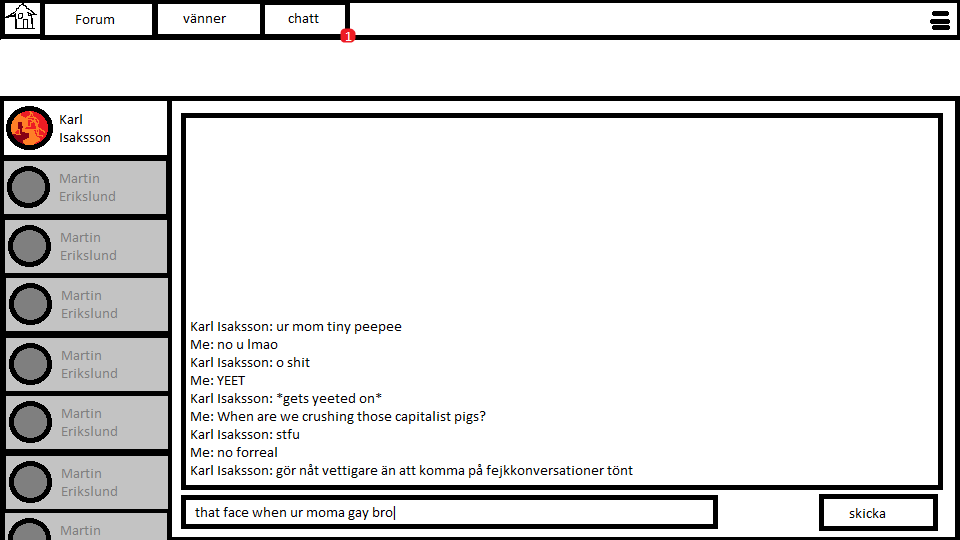 Forum
vänner
chatt
1
Karl
Isaksson
Martin
Erikslund
Martin
Erikslund
Martin
Erikslund
Martin
Erikslund
Martin
Erikslund
Martin
Erikslund
Martin
Karl Isaksson: ur mom tiny peepee
Me: no u lmao
Karl Isaksson: o shit
Me: YEET
Karl Isaksson: *gets yeeted on*
Me: When are we crushing those capitalist pigs?
Karl Isaksson: stfu
Me: no forreal
Karl Isaksson: gör nåt vettigare än att komma på fejkkonversationer tönt
that face when ur moma gay bro
skicka